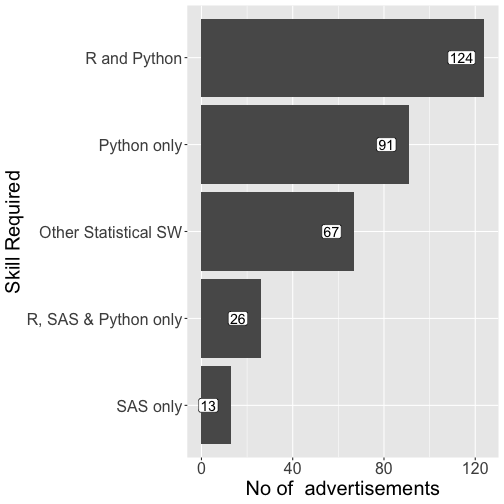 R and Python
124
Python only
91
Other Statistical SW
67
R, SAS & Python only
26
SAS only
13
Skill Required
0 40 80 120
No of  advertisements